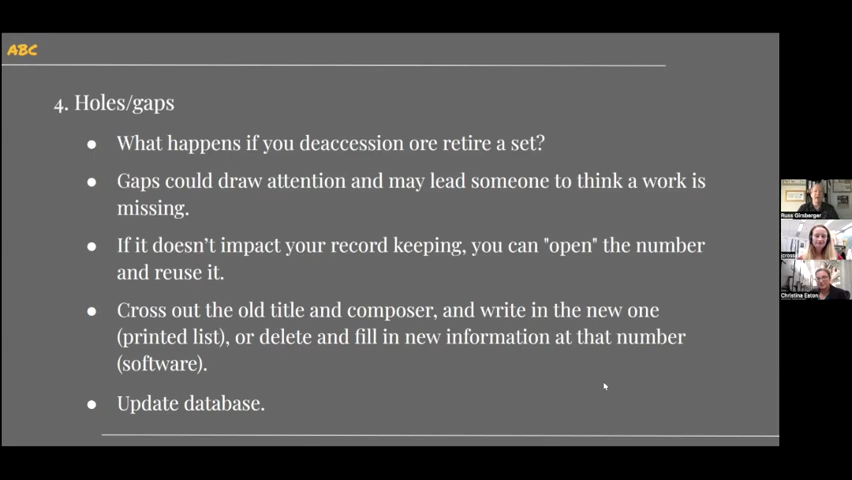 ABC
4. Holes/gaps
● What happens if you deaccession ore retire a set?
● Gaps could draw attention and may lead someone to think a work is
missing.
● If it doesn't impact your record keeping, you can "open" the number
and reuse it.
● Cross out the old title and composer, and write in the new one
(printed list), or delete and fill in new information at that number
(software).
● Update database.
Russ Girsberger
Christina Eaton